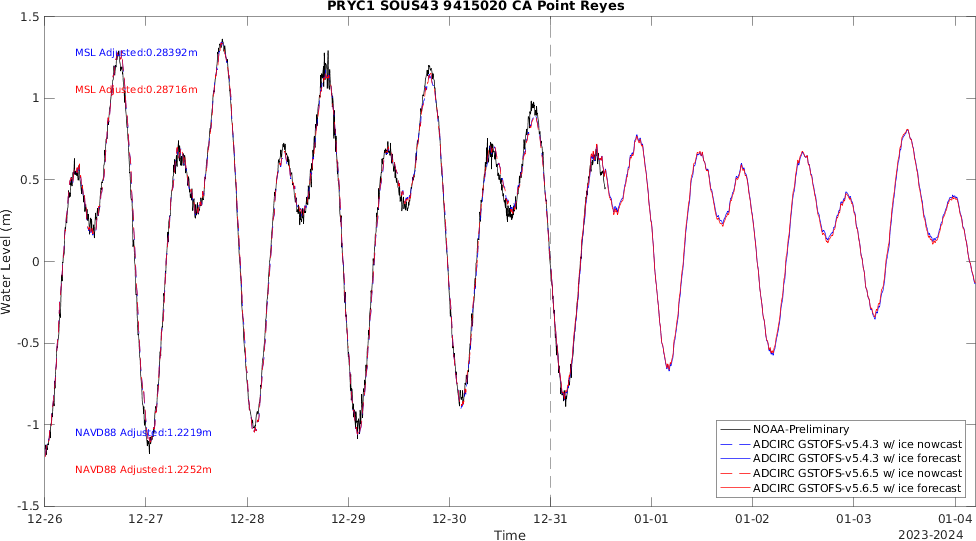 PRYC1 SOUS43 9415020 CA Point Reyes
1.5
1
0.5
0
-0.5
-1
-1.5
Water Level (m)
MSL Adjusted:0.28392m
MSL Adjusted:0.28716m
NAVD88 Adjusted:1.2219m
NAVD88 Adjusted:1.2252m
NOAA-Preliminary
ADCIRC GSTOFS-v5.4.3 w/ ice nowcast
ADCIRC GSTOFS-v5.4.3 w/ ice forecast
ADCIRC GSTOFS-v5.6.5 w/ ice nowcast
ADCIRC GSTOFS-v5.6.5 w/ ice forecast
12-26 12-27 12-28 12-29 12-30 12-31 01-01 01-02 01-03 01-04
Time
2023-2024